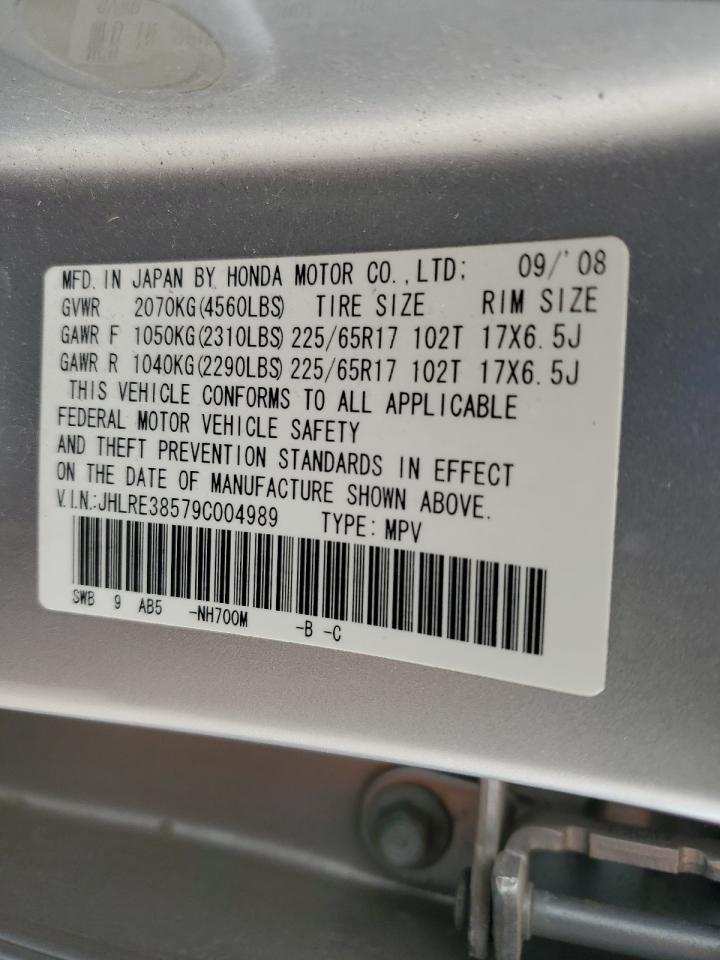 MFD. IN JAPAN BY HONDA MOTOR CO., LTD: 09/'08
GVWR 2070KG(4560LBS) TIRE SIZE RIM SIZE
GAWR F 1050KG(2310LBS) 225/65R17 102T 17X6.5J
GAWR R 1040KG(2290LBS) 225/65R17 102T 17X6.5J
THIS VEHICLE CONFORMS TO ALL APPLICABLE
FEDERAL MOTOR VEHICLE SAFETY
AND THEFT PREVENTION STANDARDS IN EFFECT
ON THE DATE OF MANUFACTURE SHOWN ABOVE.
V.I.N.:JHLRE38579C004989 TYPE: MPV
SWB 9 AB5 -NH700M -B -C